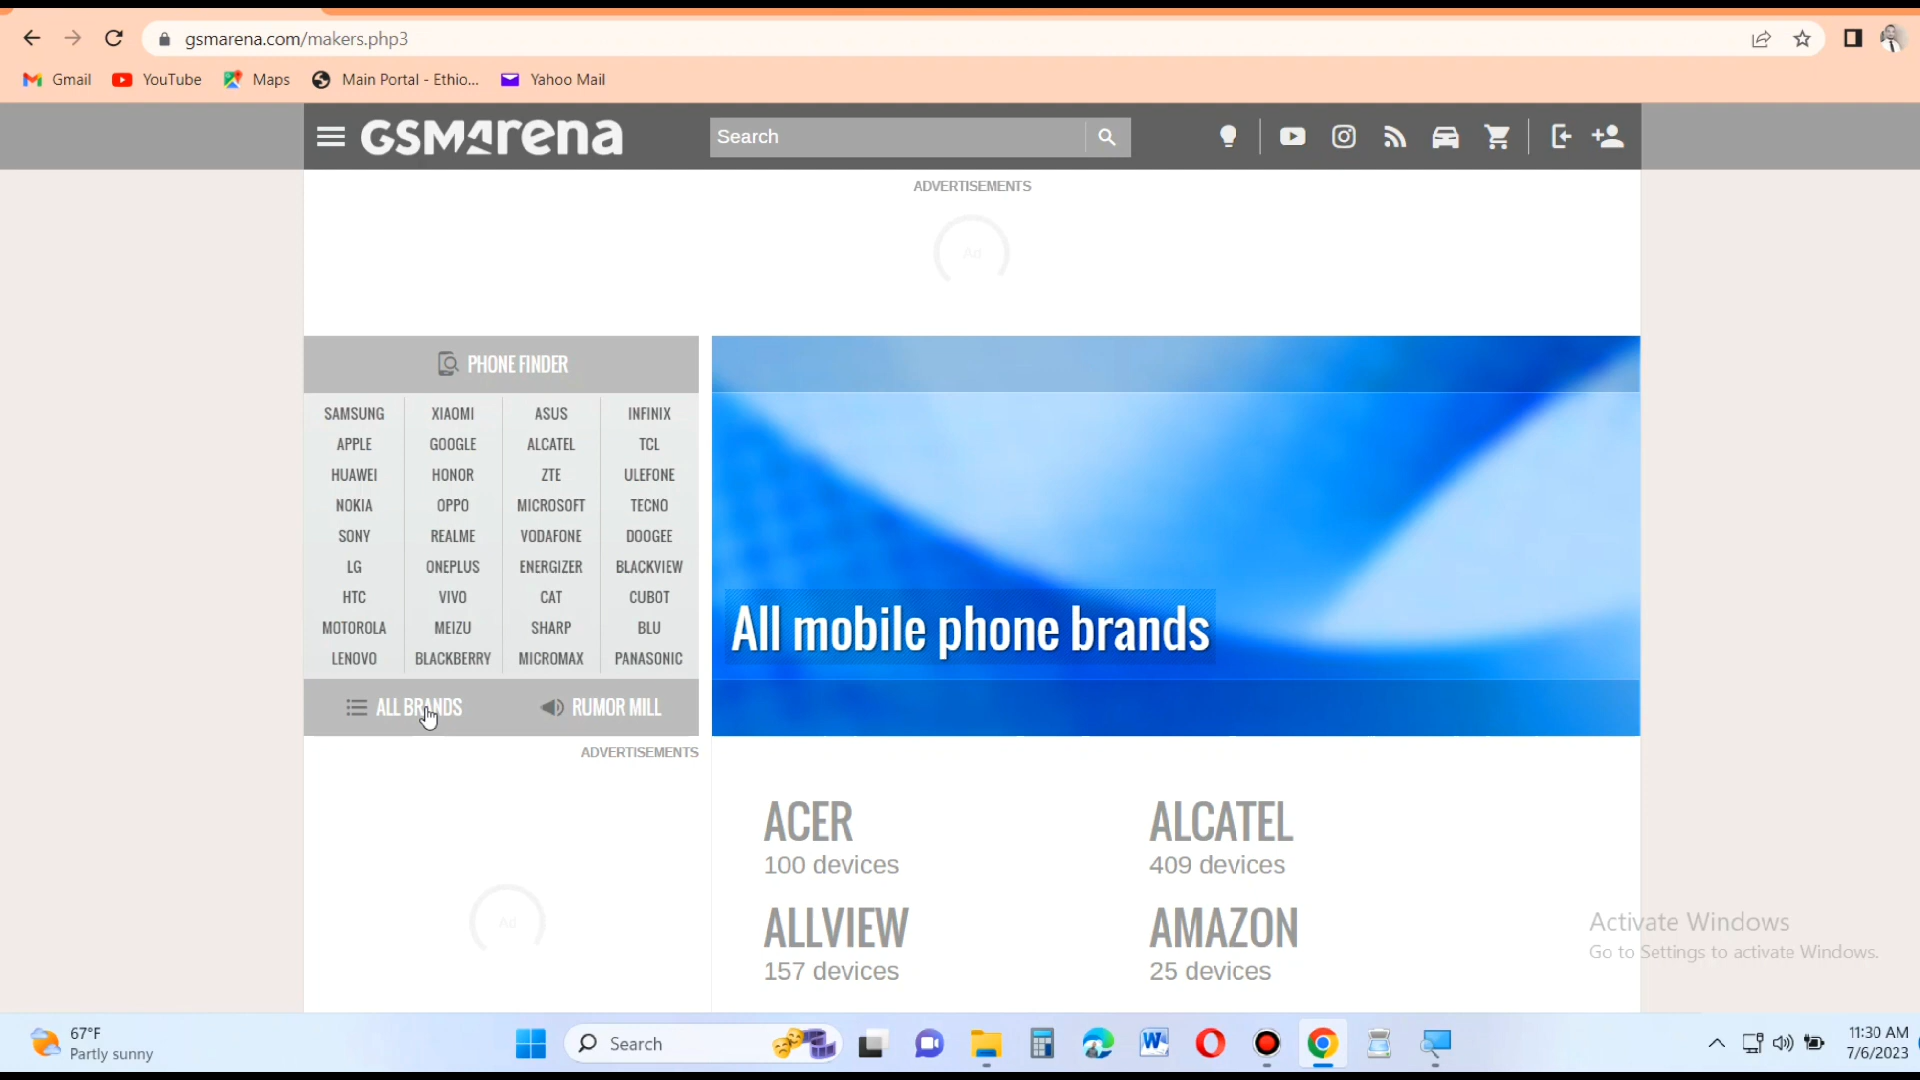 gsmarena.com/makers.php3
Gmail YouTube Maps Main Portal - Ethio... Yahoo Mail
GSMArena
Search
ADVERTISEMENTS
Ad
PHONE FINDER
SAMSUNG XIAOMI ASUS INFINIX
APPLE GOOGLE ALCATEL TCL
HUAWEI HONOR ZTE ULEFONE
NOKIA OPPO MICROSOFT TECNO
SONY REALME VODAFONE DOOGEE
LG ONEPLUS ENERGIZER BLACKVIEW
HTC VIVO CAT CUBOT
MOTOROLA MEIZU SHARP BLU
LENOVO BLACKBERRY MICROMAX PANASONIC
ALL BRANDS RUMOR MILL
ADVERTISEMENTS
Ad
All mobile phone brands
ACER ALCATEL
100 devices 409 devices
ALLVIEW AMAZON
157 devices 25 devices
Activate Windows
Go to Settings to activate Windows.
67°F
Partly sunny
Search
11:30 AM
7/6/2023